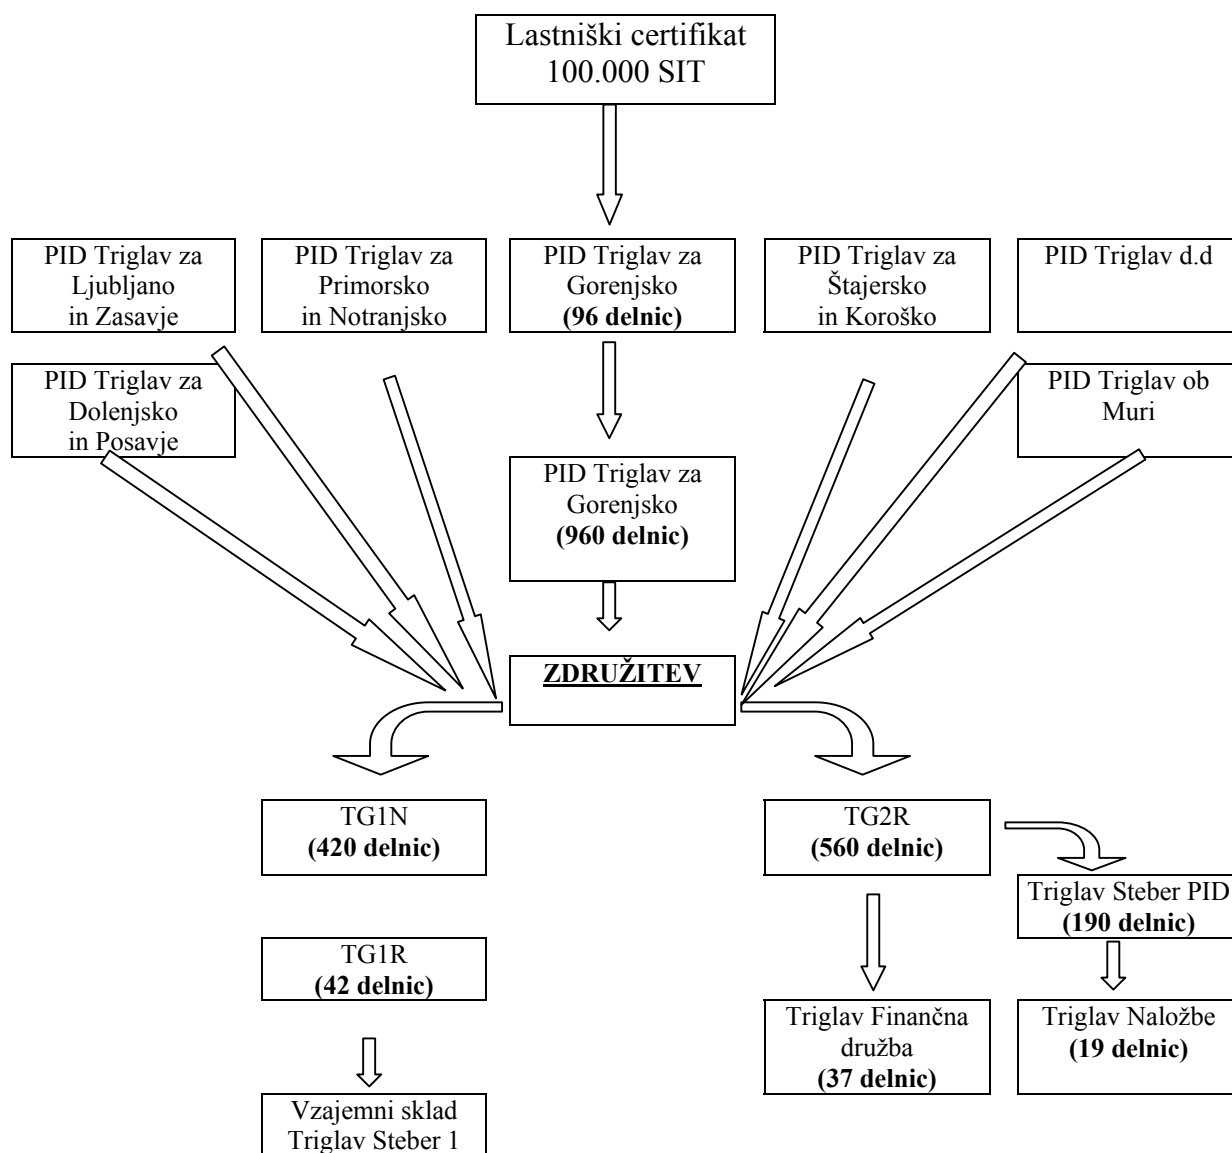 Lastniški certifikat
100.000 SIT
PID Triglav za
Ljubljano
in Zasavje
PID Triglav za
Primorsko
in Notranjsko
PID Triglav za
Gorenjsko
(96 delnic)
PID Triglav za
Štajersko
in Koroško
PID Triglav d.d
PID Triglav za
Dolenjsko
in Posavje
PID Triglav ob
Muri
PID Triglav za
Gorenjsko
(960 delnic)
ZDRUŽITEV
TG1N
(420 delnic)
TG2R
(560 delnic)
Triglav Steber PID
(190 delnic)
TG1R
(42 delnic)
Triglav Finančna
družba
(37 delnic)
Triglav Naložbe
(19 delnic)
Vzajemni sklad
Triglav Steber 1